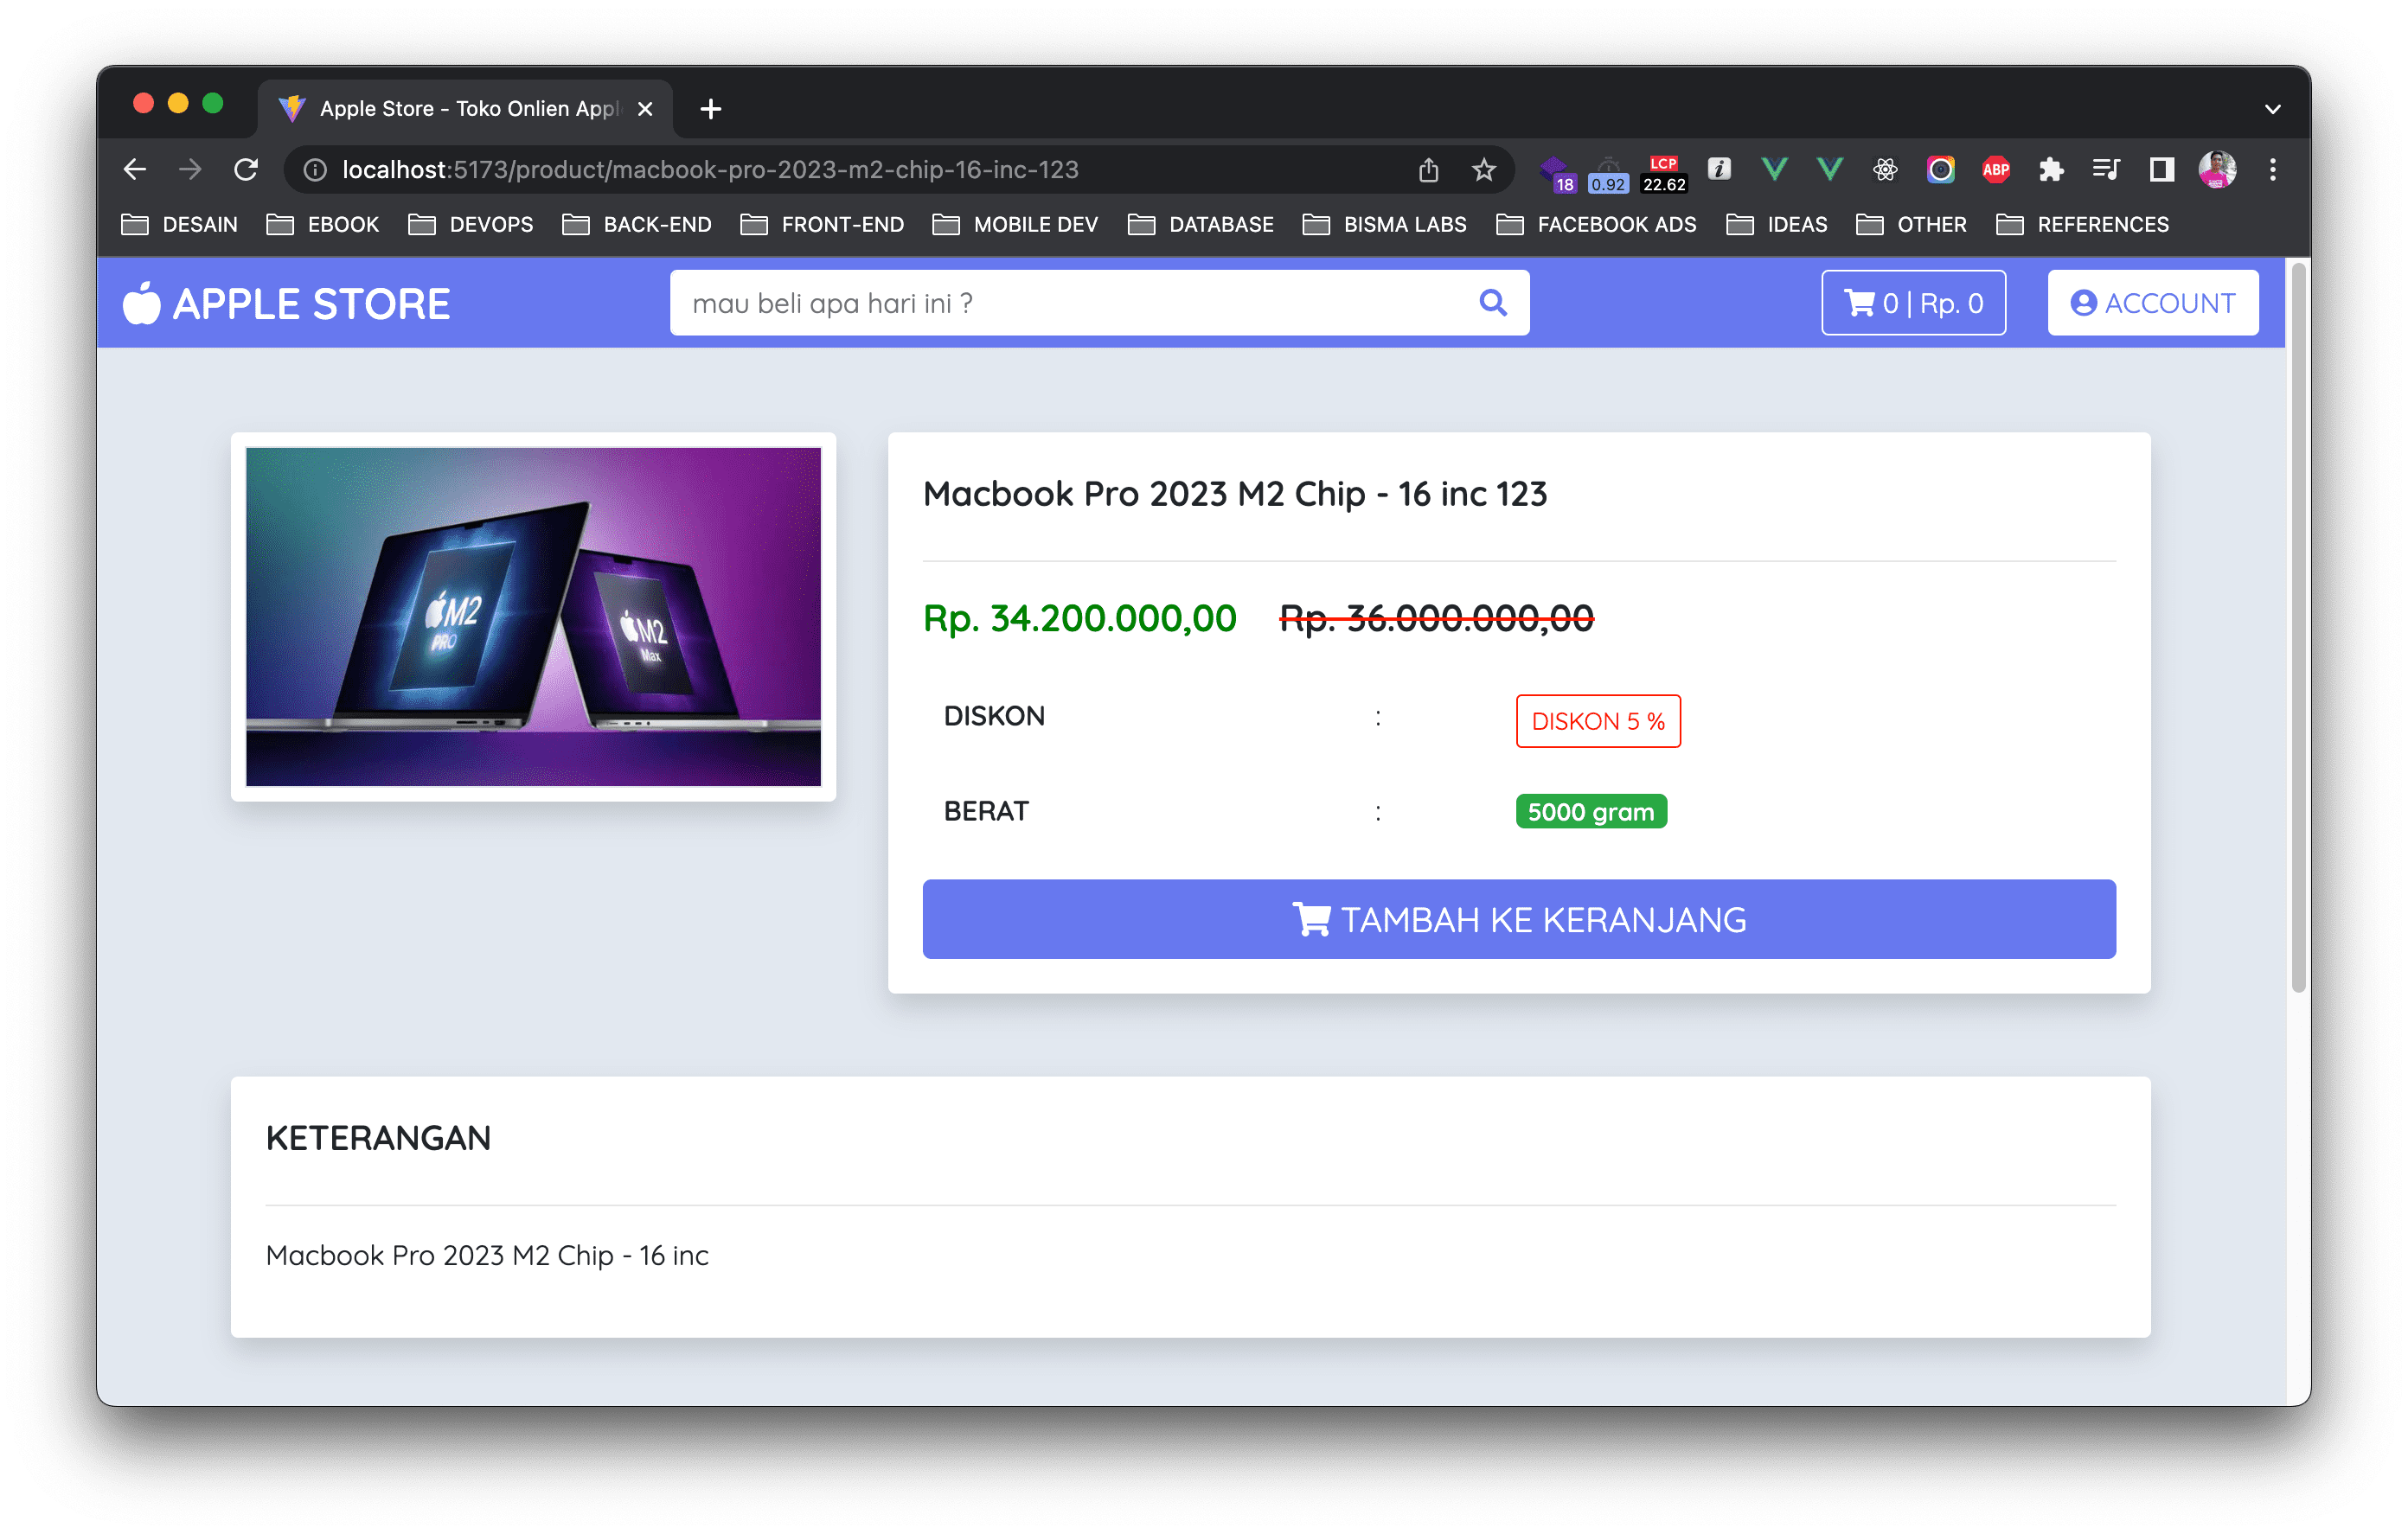 Apple Store - Toko Onlien Appl
localhost:5173/product/macbook-pro-2023-m2-chip-16-inc-123
18
0.92
LCP
22.62
ABP
DESAIN EBOOK DEVOPS BACK-END FRONT-END MOBILE DEV DATABASE BISMA LABS FACEBOOK ADS IDEAS OTHER REFERENCES
APPLE STORE
mau beli apa hari ini ?
0 | Rp. 0
ACCOUNT
M2
PRO
M2
Max
Macbook Pro 2023 M2 Chip - 16 inc 123
Rp. 34.200.000,00 Rp. 36.000.000,00
DISKON : DISKON 5 %
BERAT : 5000 gram
TAMBAH KE KERANJANG
KETERANGAN
Macbook Pro 2023 M2 Chip - 16 inc